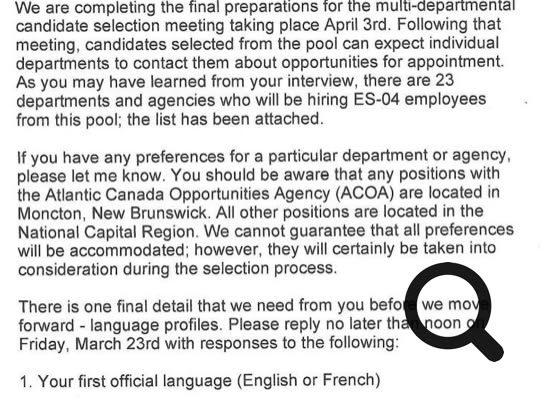 We are completing the final preparations for the multi-departmental
candidate selection meeting taking place April 3rd. Following that
meeting, candidates selected from the pool can expect individual
departments to contact them about opportunities for appointment.
As you may have learned from your interview, there are 23
departments and agencies who will be hiring ES-04 employees
from this pool; the list has been attached.
If you have any preferences for a particular department or agency,
please let me know. You should be aware that any positions with
the Atlantic Canada Opportunities Agency (ACOA) are located in
Moncton, New Brunswick. All other positions are located in the
National Capital Region. We cannot guarantee that all preferences
will be accommodated; however, they will certainly be taken into
consideration during the selection process.
There is one final detail that we need from you before we move
forward - language profiles. Please reply no later than noon on
Friday, March 23rd with responses to the following:
1. Your first official language (English or French)